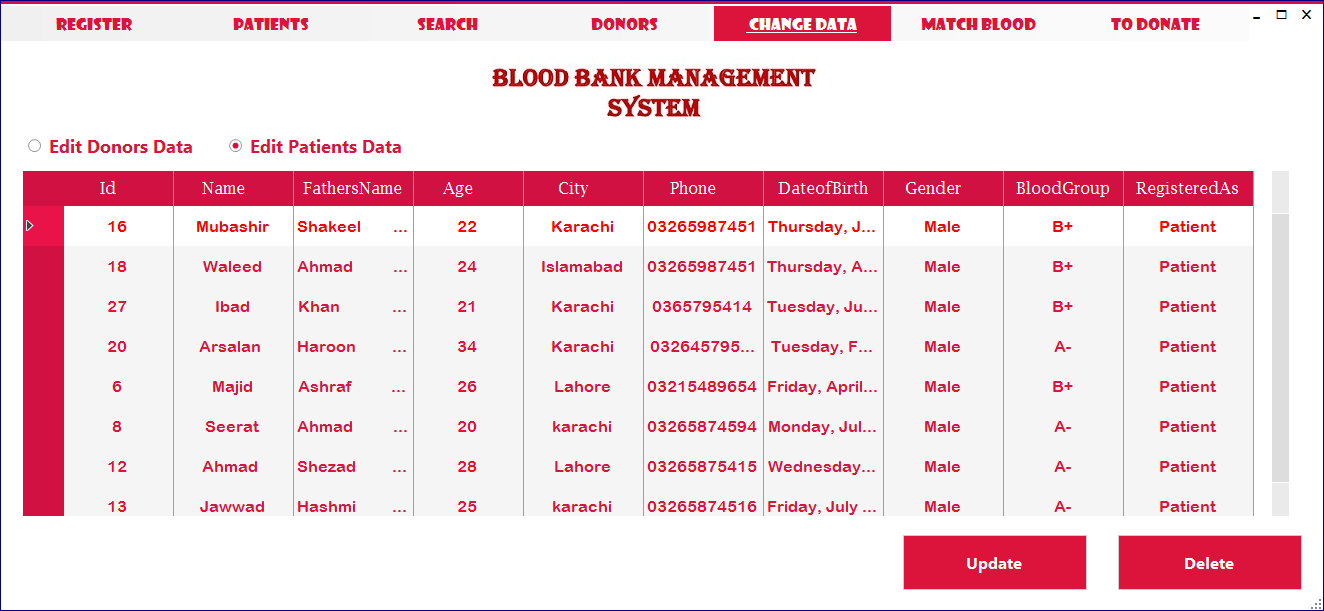 REGISTER PATIENTS SEARCH DONORS CHANGE DATA MATCH BLOOD TO DONATE
BLOOD BANK MANAGEMENT
SYSTEM
Edit Donors Data Edit Patients Data
Id Name FathersName Age City Phone DateofBirth Gender BloodGroup RegisteredAs
16 Mubashir Shakeel ... 22 Karachi 03265987451 Thursday, J... Male B+ Patient
18 Waleed Ahmad ... 24 Islamabad 03265987451 Thursday, A... Male B+ Patient
27 Ibad Khan ... 21 Karachi 0365795414 Tuesday, Ju... Male B+ Patient
20 Arsalan Haroon ... 34 Karachi 032645795... Tuesday, F... Male A- Patient
6 Majid Ashraf ... 26 Lahore 03215489654 Friday, April... Male B+ Patient
8 Seerat Ahmad ... 20 karachi 03265874594 Monday, Jul... Male A- Patient
12 Ahmad Shezad ... 28 Lahore 03265875415 Wednesday... Male A- Patient
13 Jawwad Hashmi ... 25 karachi 03265874516 Friday, July ... Male A- Patient
Update Delete